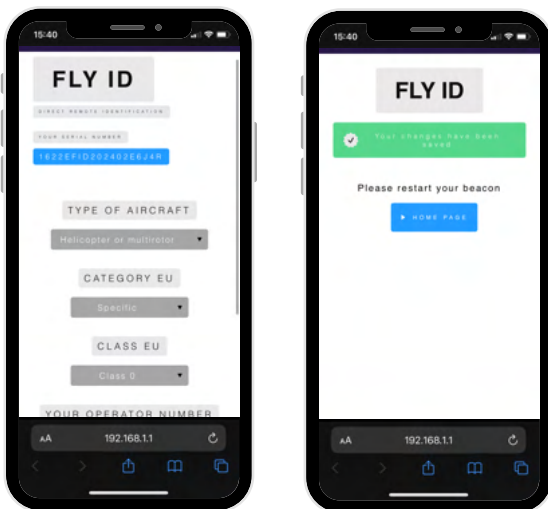 15:40
FLY ID
DIRECT REMOTE IDENTIFICATION
YOUR SERIAL NUMBER
1622EFID202402E6J4R
TYPE OF AIRCRAFT
Helicopter or multirotor
CATEGORY EU
Specific
CLASS EU
Class 0
YOUR OPERATOR NUMBER
AA
192.168.1.1
15:40
FLY ID
Your changes have been
saved
Please restart your beacon
HOME PAGE
AA
192.168.1.1